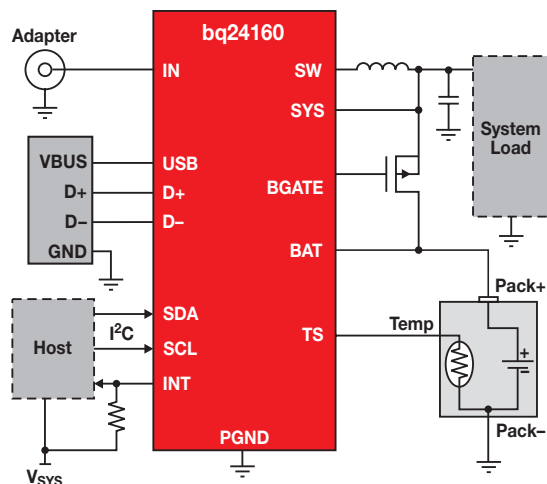 bq24160
Adapter
IN
SW
SYS
System
Load
VBUS
USB
D+
D+
BGATE
D–
D–
GND
BAT
Pack+
SDA
Host
I²C
TS
Temp
SCL
INT
+
–
PGND
Pack–
V_SYS